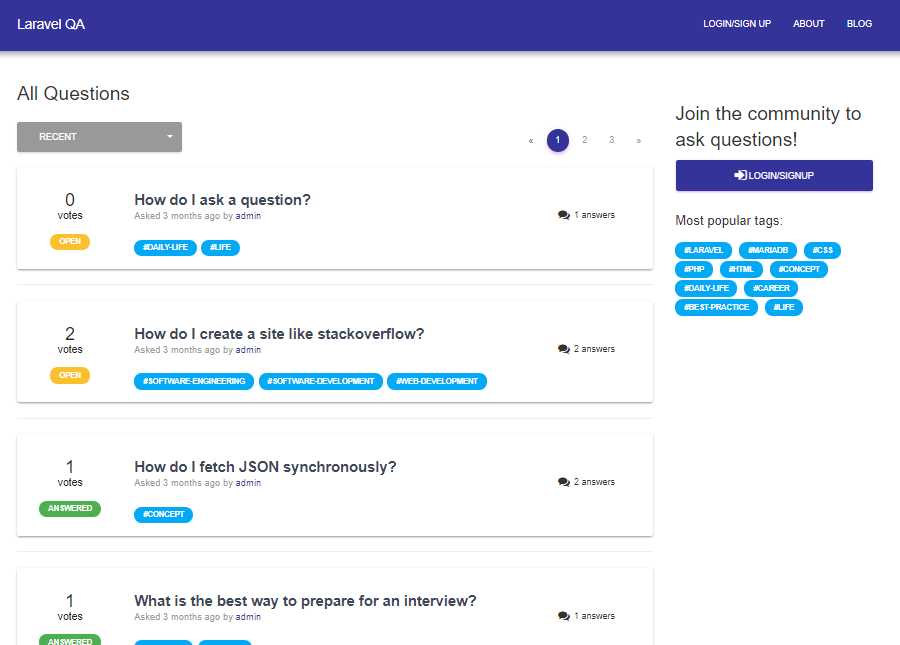 Laravel QA
LOGIN/SIGN UP ABOUT BLOG
All Questions
RECENT
« 1 2 3 »
0
votes
OPEN
How do I ask a question?
Asked 3 months ago by admin
#DAILY-LIFE #LIFE
1 answers
2
votes
OPEN
How do I create a site like stackoverflow?
Asked 3 months ago by admin
#SOFTWARE-ENGINEERING #SOFTWARE-DEVELOPMENT #WEB-DEVELOPMENT
2 answers
1
votes
ANSWERED
How do I fetch JSON synchronously?
Asked 3 months ago by admin
#CONCEPT
2 answers
1
votes
ANSWERED
What is the best way to prepare for an interview?
Asked 3 months ago by admin
1 answers
Join the community to
ask questions!
LOGIN/SIGNUP
Most popular tags:
#LARAVEL #MARIADB #CSS
#PHP #HTML #CONCEPT
#DAILY-LIFE #CAREER
#BEST-PRACTICE #LIFE